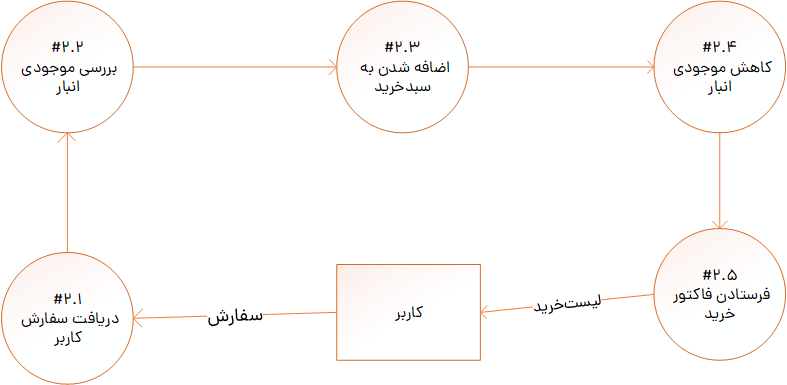 #۲.۲
بررسی موجودی
انبار
#۲.۳
اضافه شدن به
سبدخرید
#۲.۴
کاهش موجودی
انبار
#۲.۱
دریافت سفارش
کاربر
سفارش
کاربر
لیست‌خرید
#۲.۵
فرستادن فاکتور
خرید